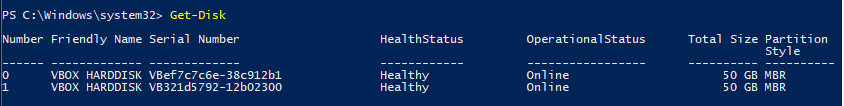 PS C:\Windows\system32> Get-Disk
Number Friendly Name Serial Number HealthStatus OperationalStatus Total Size Partition
Style
------ ------------- ------------- ------------ ----------------- ---------- ----------
0 VBOX HARDDISK VBef7c7c6e-38c912b1 Healthy Online 50 GB MBR
1 VBOX HARDDISK VB321d5792-12b02300 Healthy Online 50 GB MBR